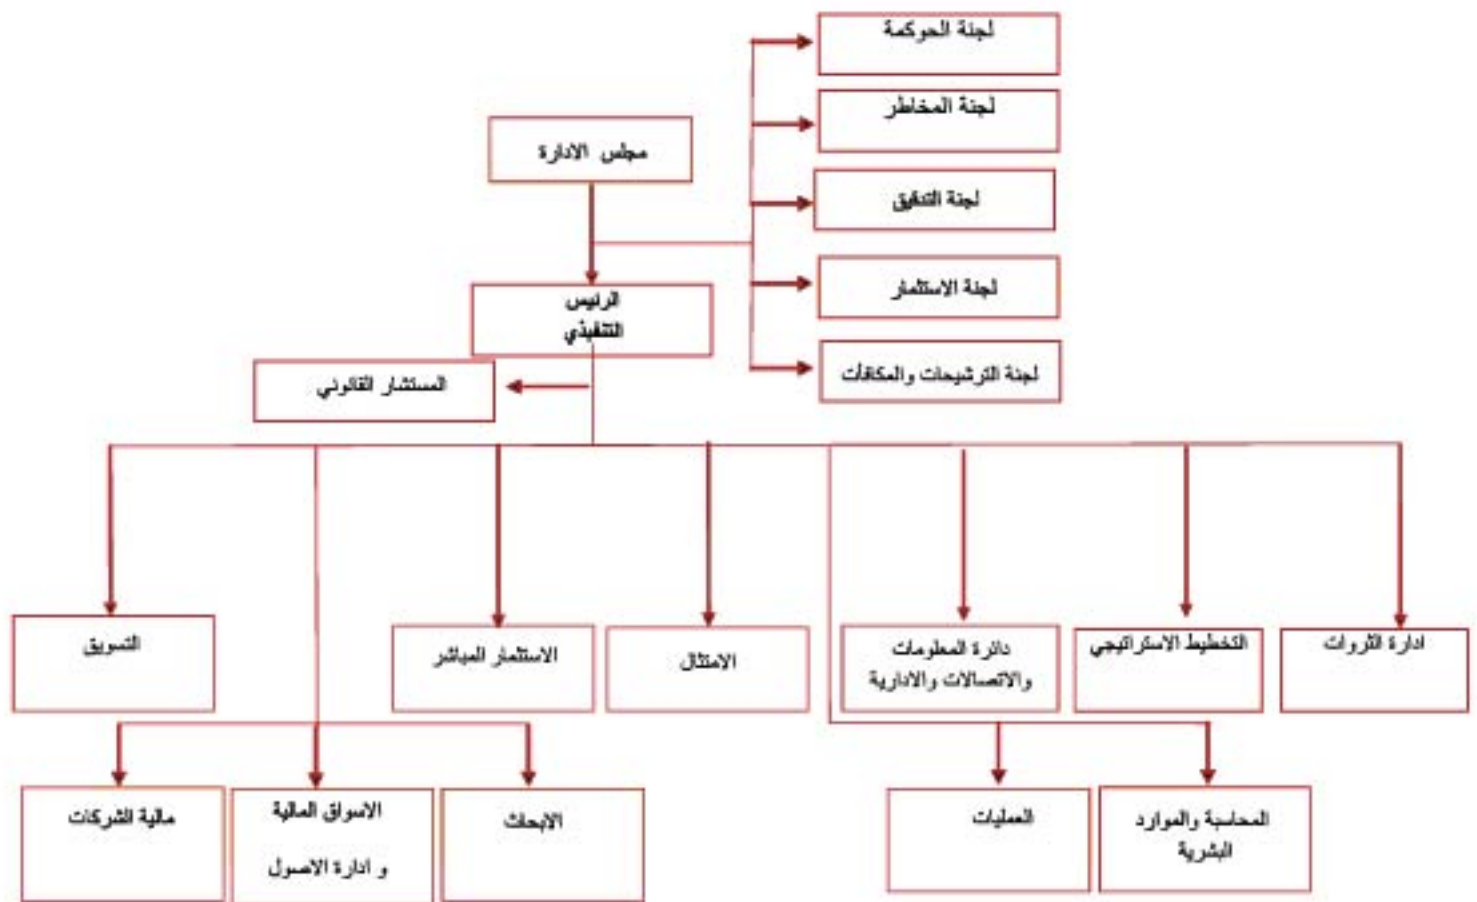 لجنة الحوكمة
لجنة المخاطر
مجلس الادارة
لجنة التدقيق
لجنة الاستثمار
الرئيس
التنفيذي
لجنة الترشيحات والمكافأت
المستشار القانوني
ادارة الثروات
التخطيط الاستراتيجي
دائرة المعلومات
والاتصالات والادارية
الامتثال
الاستثمار المباشر
التسويق
المحاسبة والموارد
البشرية
العمليات
الابحاث
الاسواق المالية
و ادارة الاصول
مالية الشركات